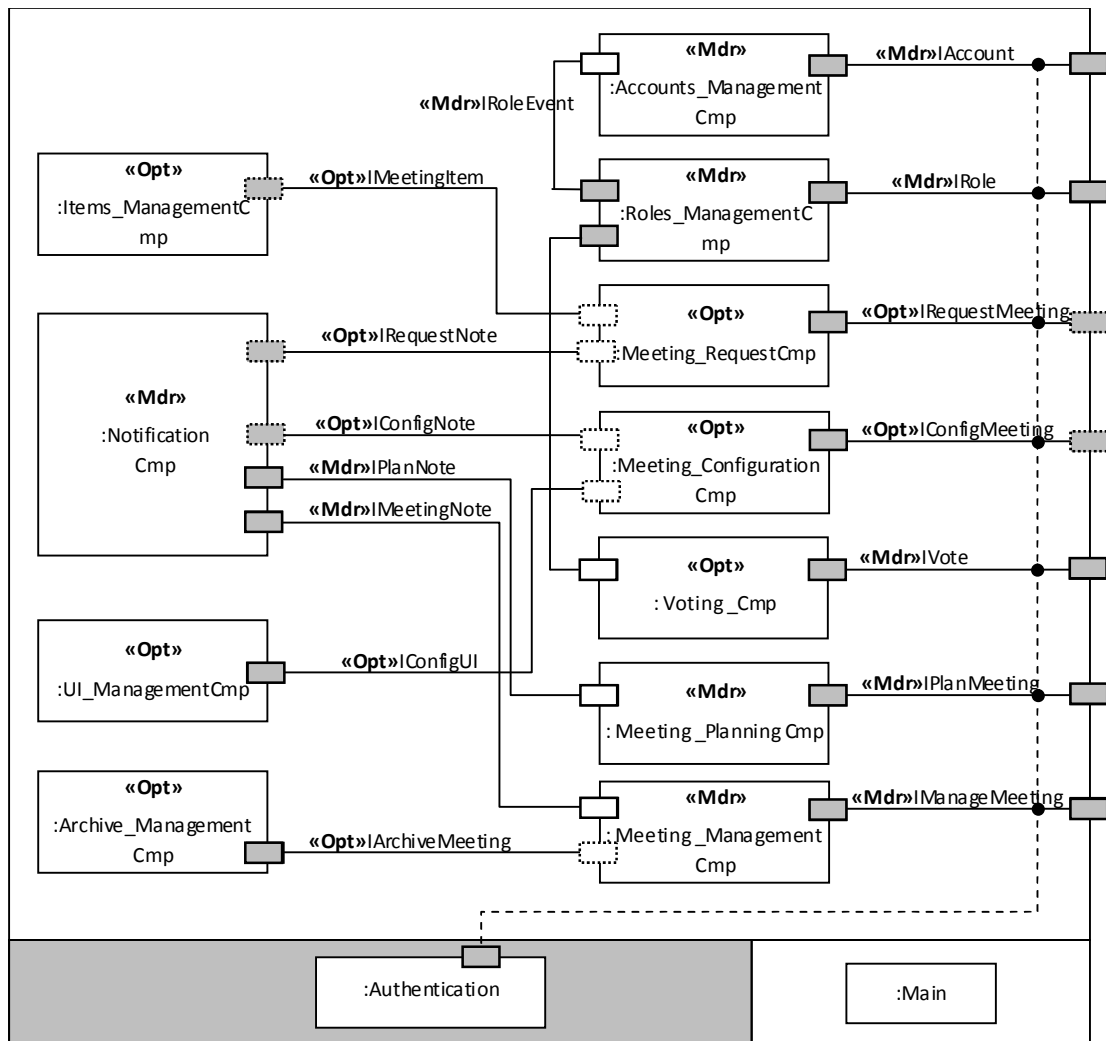 «Mdr»
:Accounts_Management
Cmp
«Mdr»IAccount
«Mdr»IRoleEvent
«Opt»
:Items_ManagementC
mp
«Opt»IMeetingItem
«Mdr»
:Roles_ManagementC
mp
«Mdr»IRole
«Opt»
:Meeting_RequestCmp
«Opt»IRequestMeeting
«Mdr»
:Notification
Cmp
«Opt»IRequestNote
«Opt»IConfigNote
«Mdr»IPlanNote
«Mdr»IMeetingNote
«Opt»
:Meeting_Configuration
Cmp
«Opt»IConfigMeeting
«Opt»
: Voting _Cmp
«Mdr»IVote
«Opt»
:UI_ManagementCmp
«Opt»IConfigUI
«Mdr»
: Meeting _Planning Cmp
«Mdr»IPlanMeeting
«Opt»
:Archive_Management
Cmp
«Opt»IArchiveMeeting
«Mdr»
: Meeting _Management
Cmp
«Mdr»IManageMeeting
:Authentication
:Main